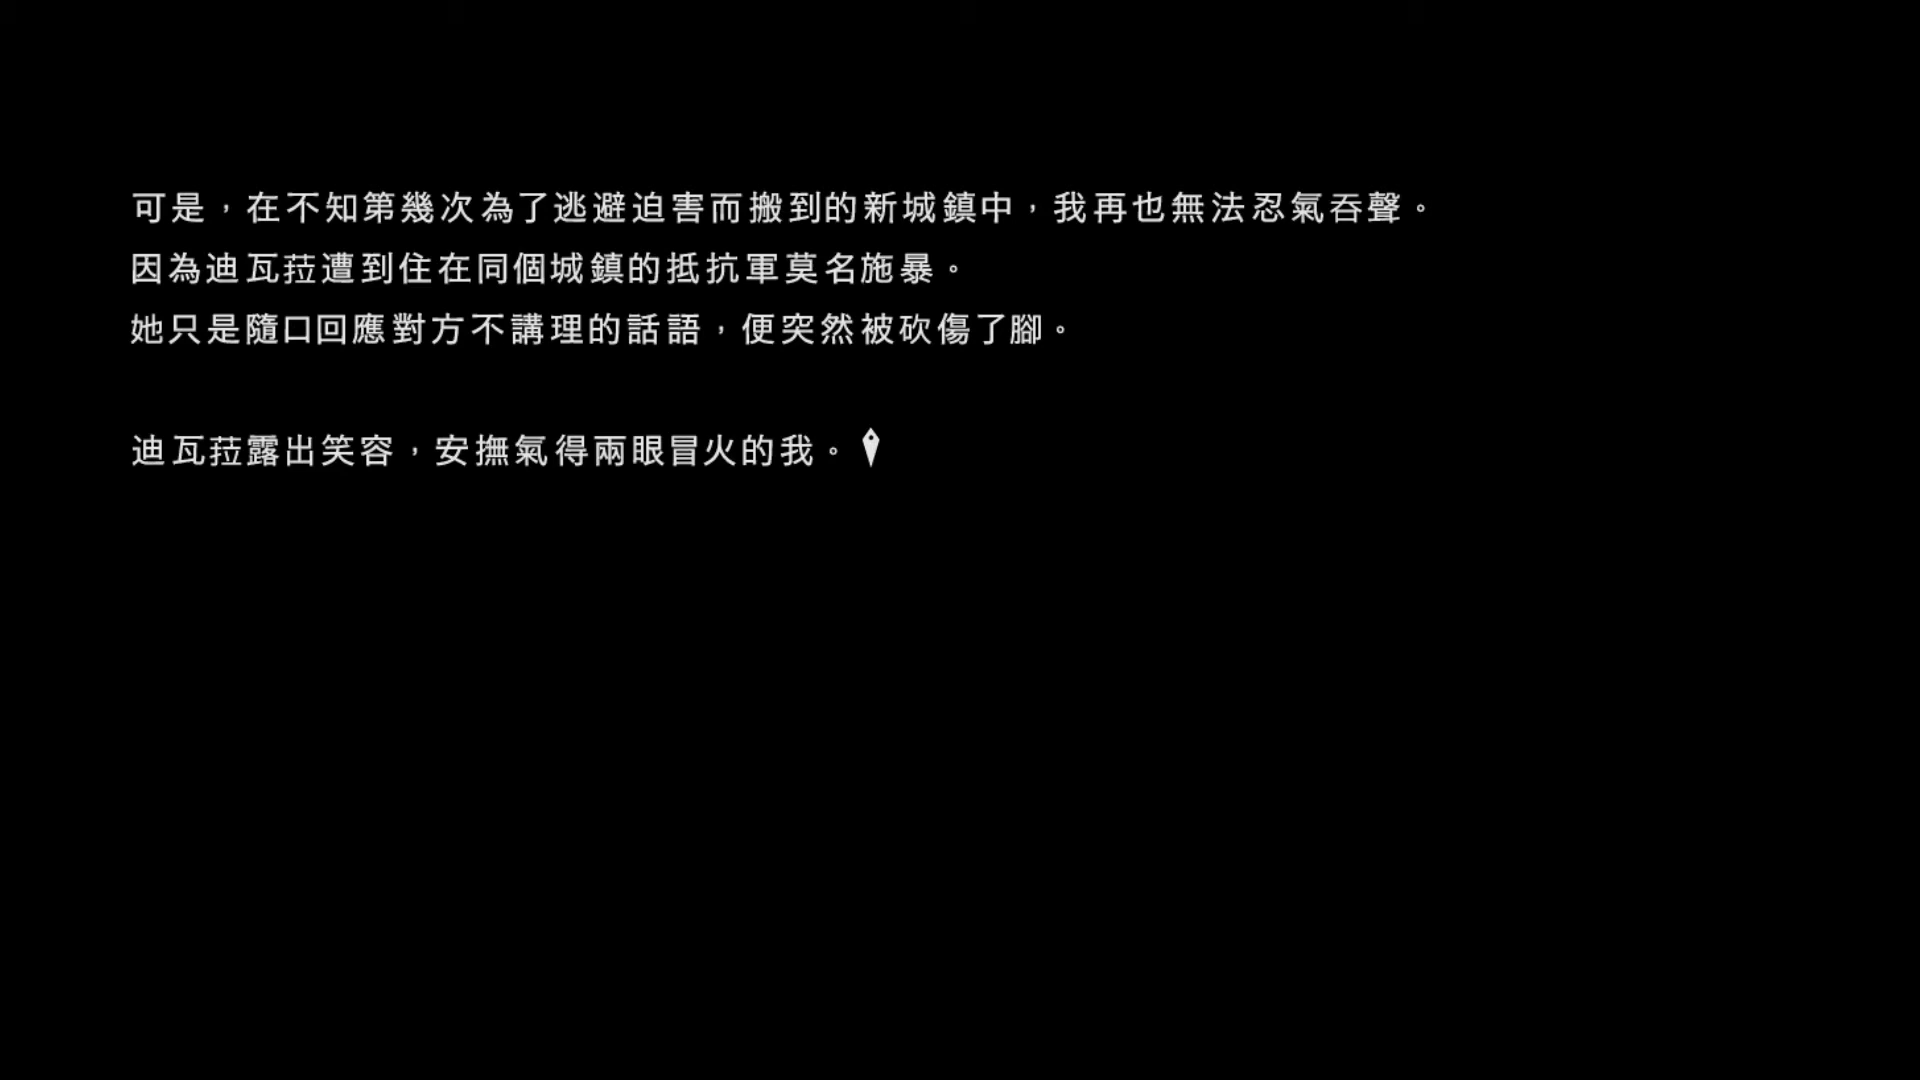 可是，在不知第幾次為了逃避迫害而搬到的新城鎮中，我再也無法忍氣吞聲。
因為迪瓦菈遭到住在同個城鎮的抵抗軍莫名施暴。
她只是隨口回應對方不講理的話語，便突然被砍傷了腳。
迪瓦菈露出笑容，安撫氣得兩眼冒火的我。